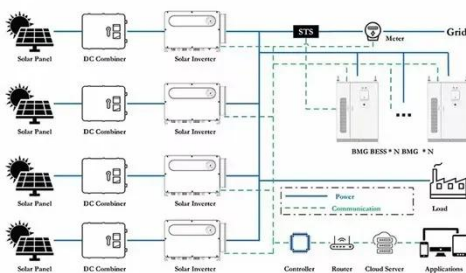 STS
Meter
Grid
Solar Panel DC Combiner Solar Inverter
Solar Panel DC Combiner Solar Inverter
BMG BESS * N BMG * N
Solar Panel DC Combiner Solar Inverter
Power
Communication
Load
Solar Panel DC Combiner Solar Inverter
Controller Router Cloud Server Applications